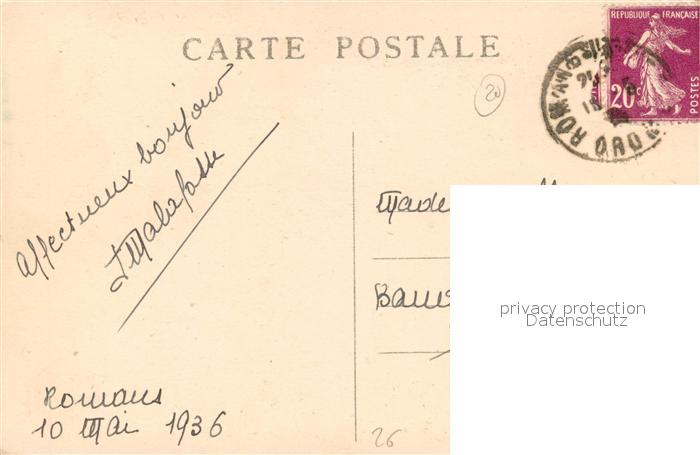 CARTE POSTALE
REPUBLIQUE FRANÇAISE
20c
POSTES
20
Affectueux bonjour
Made
Bau
privacy protection
Datenschutz
Romans
10 Mai 1936
26